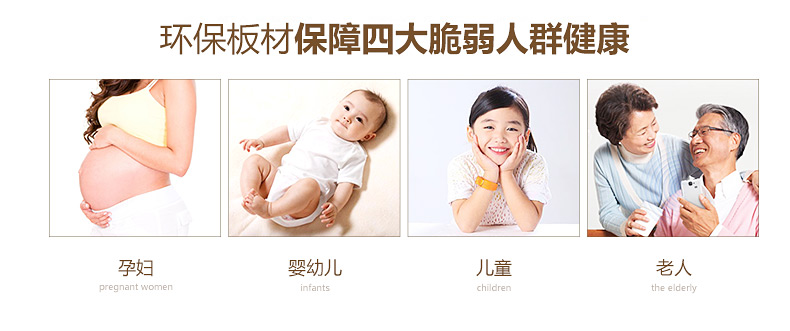 环保板材保障四大脆弱人群健康
孕妇
pregnant women
婴幼儿
infants
儿童
children
老人
the elderly